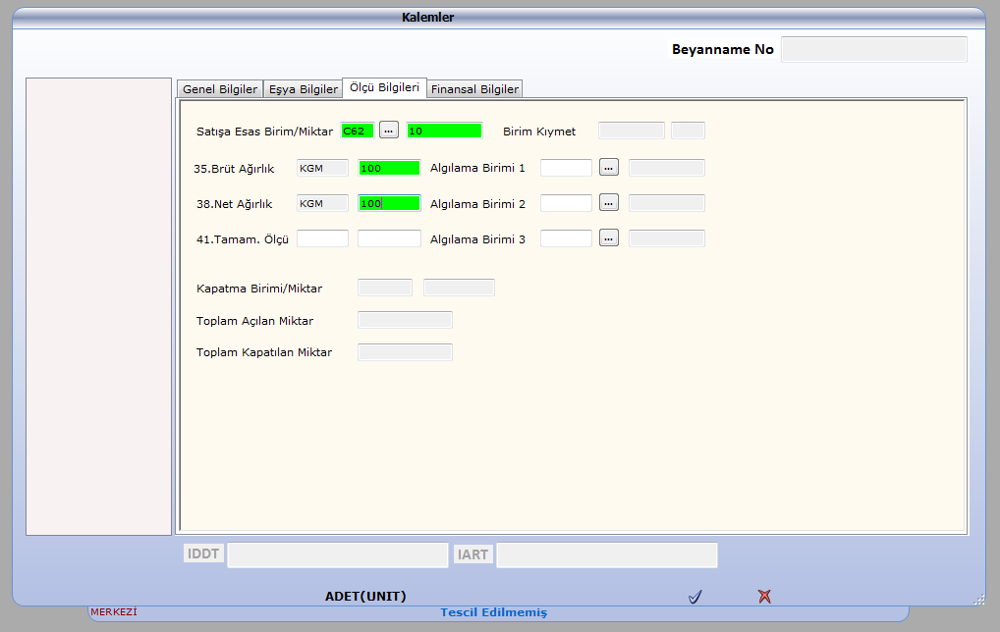 Kalemler
Beyanname No
Genel Bilgiler Eşya Bilgiler Ölçü Bilgileri Finansal Bilgiler
Satışa Esas Birim/Miktar C62 ... 10 Birim Kıymet
35.Brüt Ağırlık KGM 100 Algılama Birimi 1 ...
38.Net Ağırlık KGM 100 Algılama Birimi 2 ...
41.Tamam. Ölçü Algılama Birimi 3 ...
Kapatma Birimi/Miktar
Toplam Açılan Miktar
Toplam Kapatılan Miktar
IDDT IART
ADET(UNIT)
MERKEZİ Tescil Edilmemiş